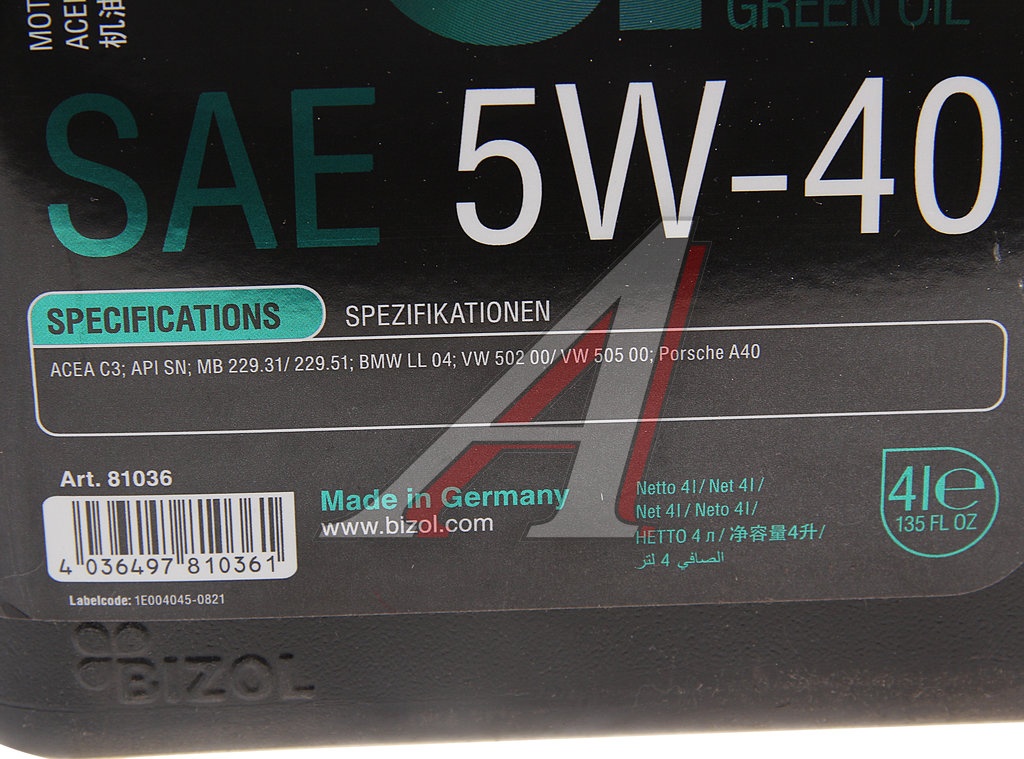 GREEN OIL
机油
SAE 5W-40
SPECIFICATIONS SPEZIFIKATIONEN
ACEA C3; API SN; MB 229.31/ 229.51; BMW LL 04; VW 502 00/ VW 505 00; Porsche A40
Art. 81036
4 036497 810361
Labelcode: 1E004045-0821
Made in Germany
www.bizol.com
Netto 4l/ Net 4l/
Net 4l/ Neto 4l/
НЕТТО 4 л/ 净容量4升/
الصافي 4 لتر
4l e
135 FL OZ
BIZOL